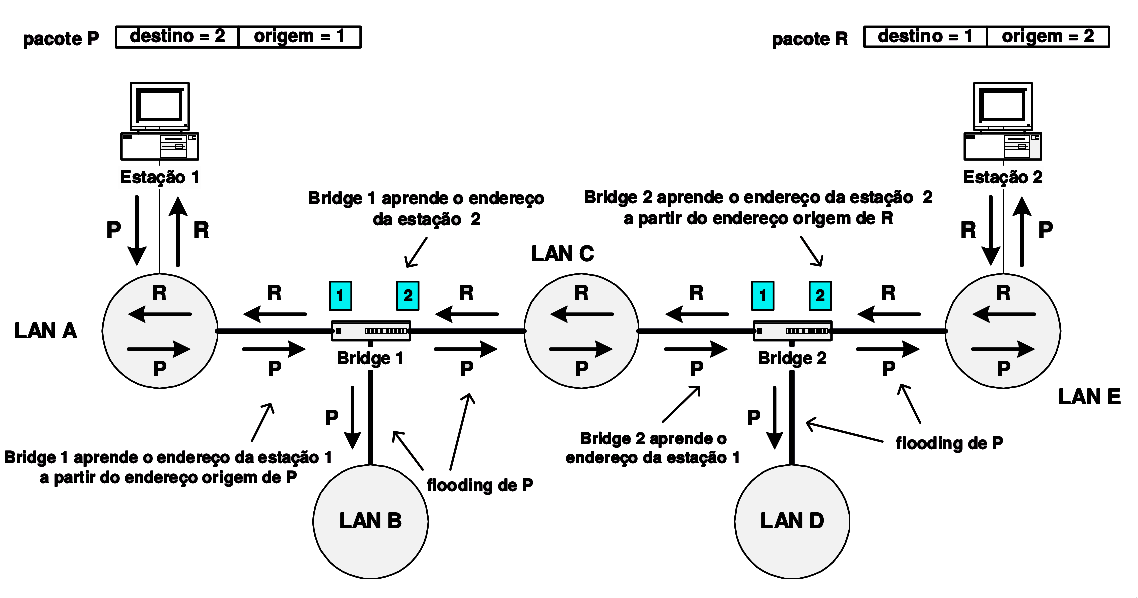 pacote P destino = 2 origem = 1
pacote R destino = 1 origem = 2
Estação 1
Estação 2
Bridge 1 aprende o endereço
da estação 2
Bridge 2 aprende o endereço da estação 2
a partir do endereço origem de R
P R
R P
LAN C
R R 1 2 R R R 1 2 R R
LAN A
P P Bridge 1 P P P Bridge 2 P P
LAN E
P
P
Bridge 1 aprende o endereço da estação 1
a partir do endereço origem de P
flooding de P
Bridge 2 aprende o
endereço da estação 1
flooding de P
LAN B
LAN D